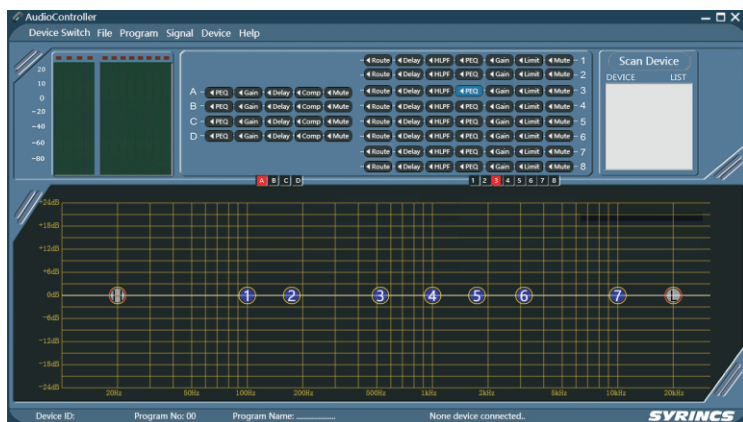 AudioController
Device Switch File Program Signal Device Help
20
10
0
-20
-40
-60
-80
A - PEQ Gain Delay Comp Mute
B - PEQ Gain Delay Comp Mute
C - PEQ Gain Delay Comp Mute
D - PEQ Gain Delay Comp Mute
- Route Delay HLPF PEQ Gain Limit Mute - 1
- Route Delay HLPF PEQ Gain Limit Mute - 2
- Route Delay HLPF PEQ Gain Limit Mute - 3
- Route Delay HLPF PEQ Gain Limit Mute - 4
- Route Delay HLPF PEQ Gain Limit Mute - 5
- Route Delay HLPF PEQ Gain Limit Mute - 6
- Route Delay HLPF PEQ Gain Limit Mute - 7
- Route Delay HLPF PEQ Gain Limit Mute - 8
Scan Device
DEVICE LIST
A B C D
1 2 3 4 5 6 7 8
+24dB
+18dB
+12dB
+6dB
0dB
-6dB
-12dB
-18dB
-24dB
H 1 2 3 4 5 6 7 L
20Hz 50Hz 100Hz 200Hz 500Hz 1kHz 2kHz 5kHz 10kHz 20kHz
Device ID: Program No: 00 Program Name: .................. None device connected.. SYRINCS